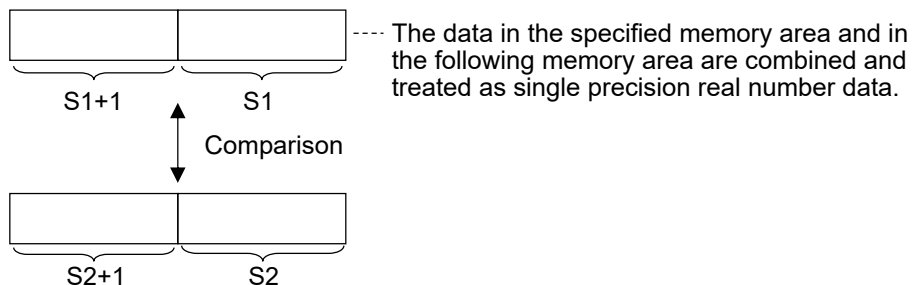 The data in the specified memory area and in
the following memory area are combined and
treated as single precision real number data.
S1+1 S1
Comparison
S2+1 S2